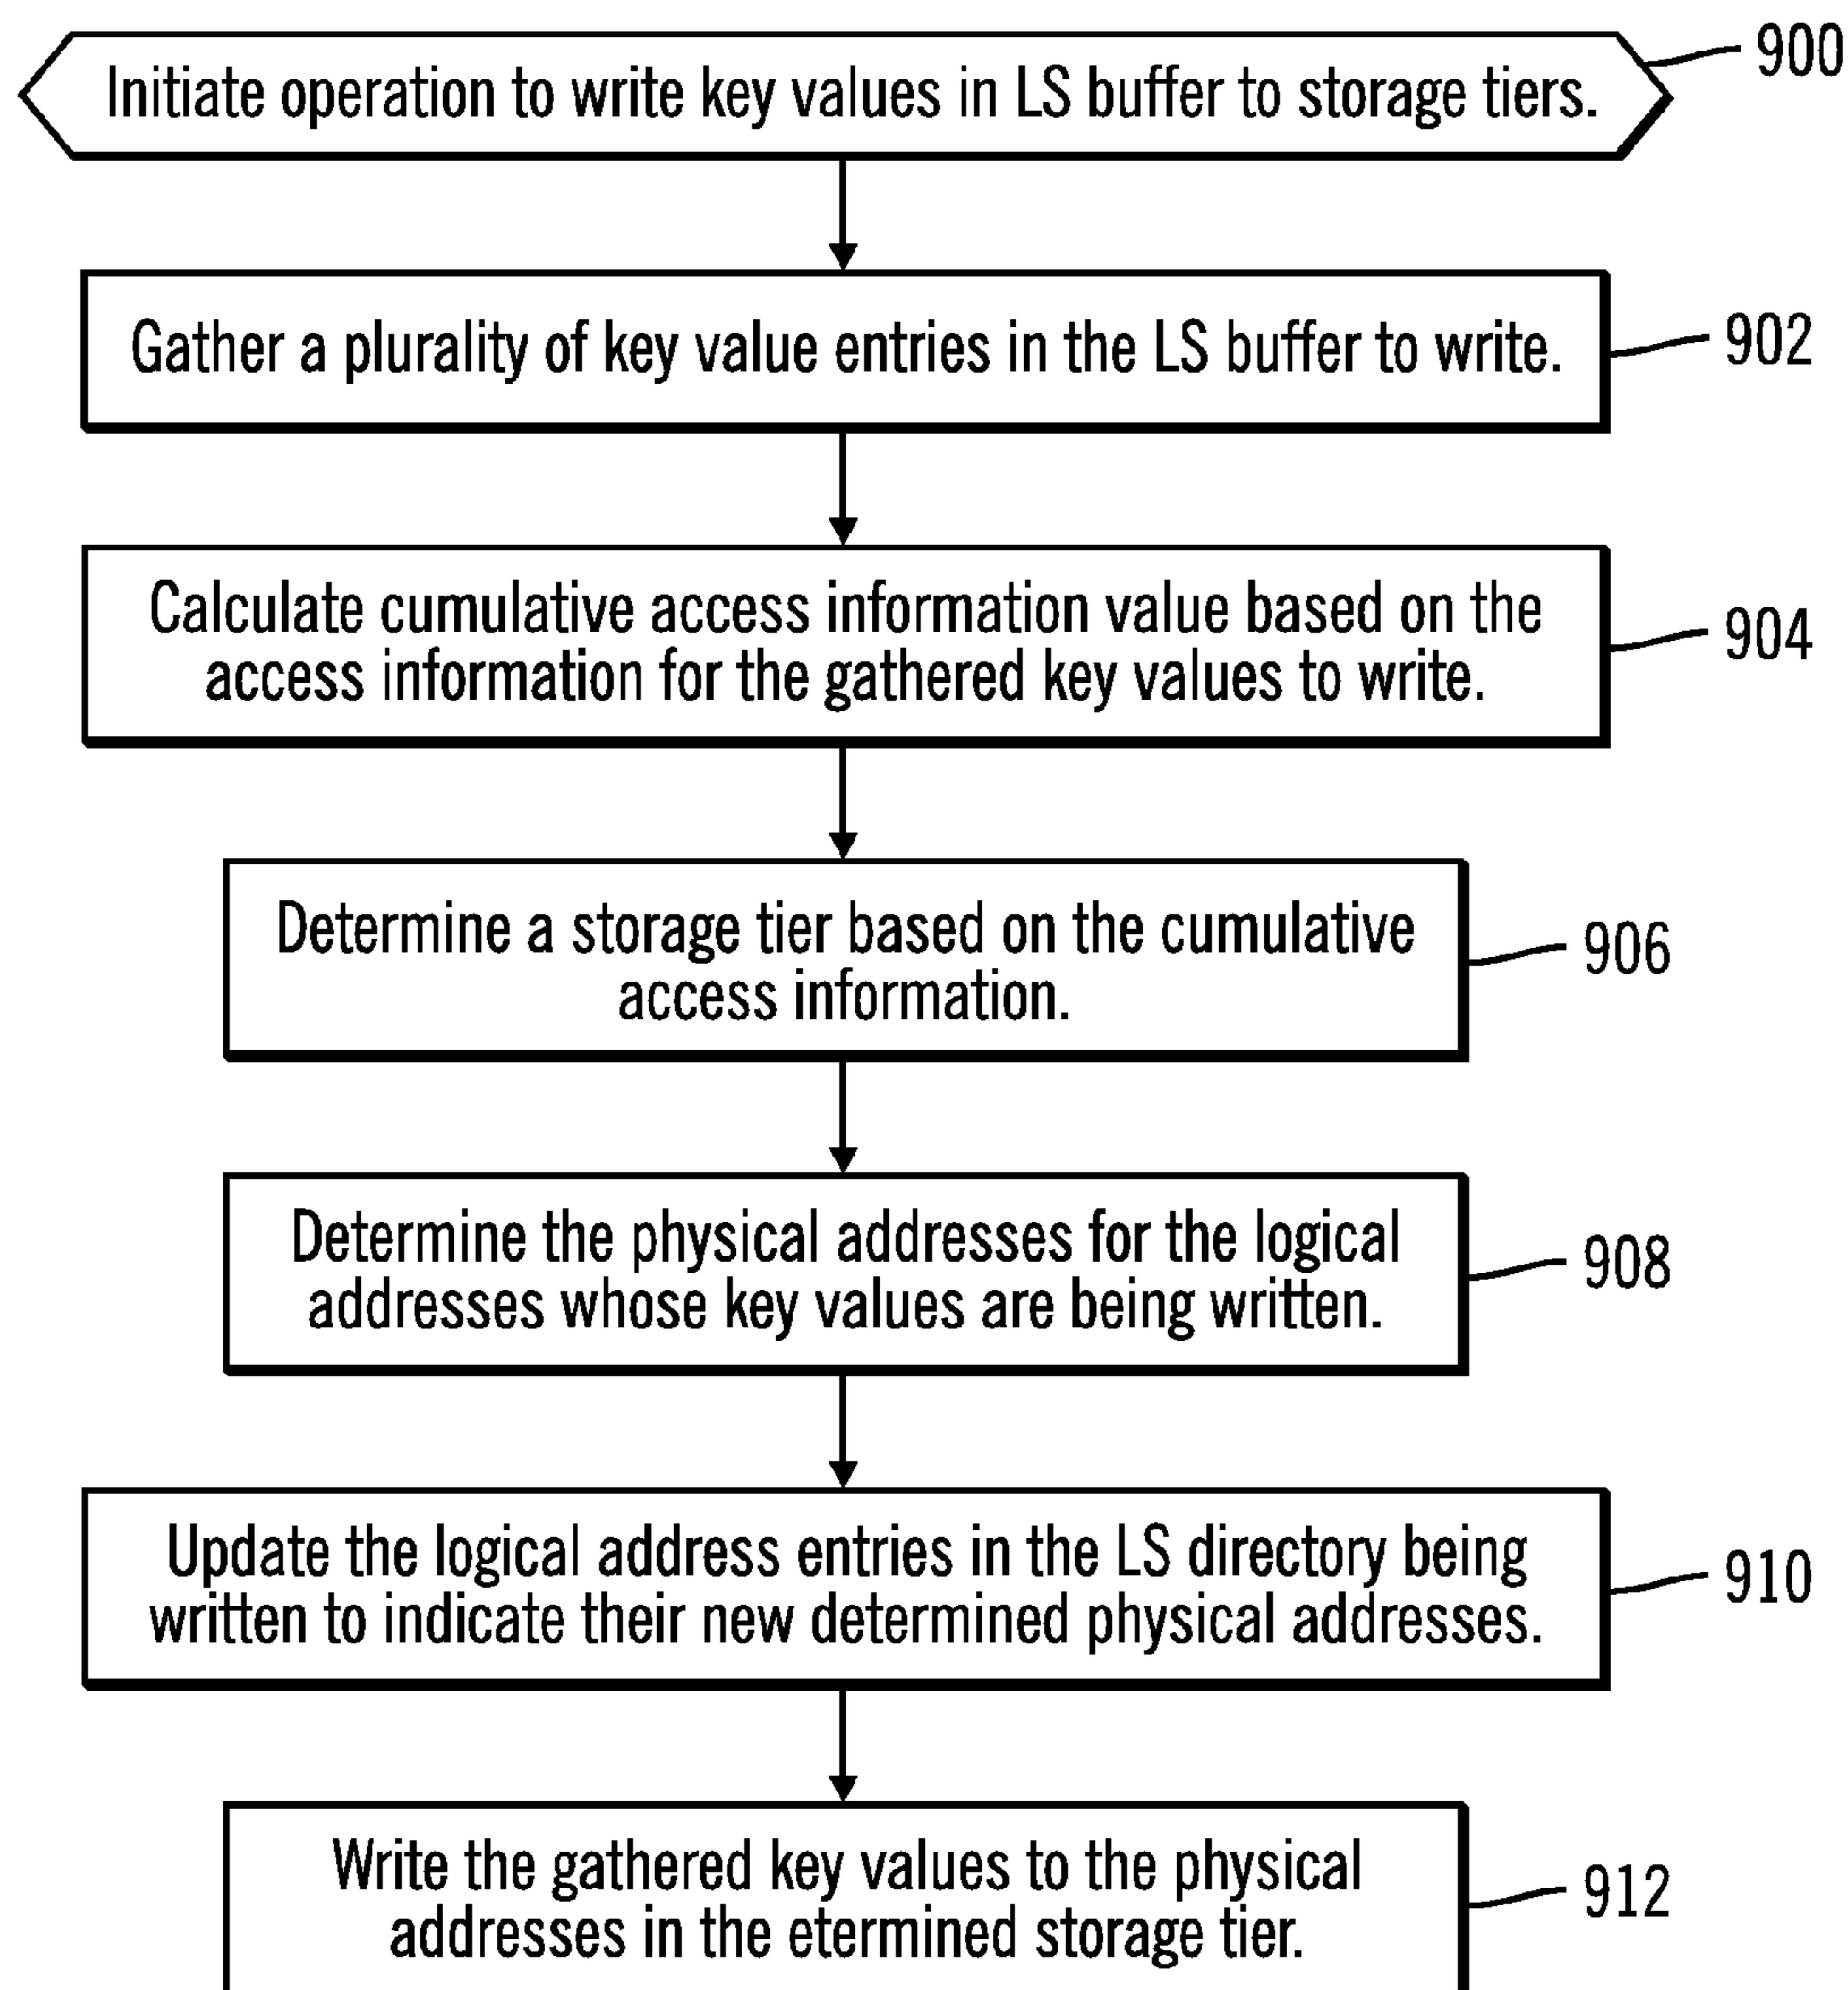 Initiate operation to write key values in LS buffer to storage tiers.
900
Gather a plurality of key value entries in the LS buffer to write.
902
Calculate cumulative access information value based on the
access information for the gathered key values to write.
904
Determine a storage tier based on the cumulative
access information.
906
Determine the physical addresses for the logical
addresses whose key values are being written.
908
Update the logical address entries in the LS directory being
written to indicate their new determined physical addresses.
910
Write the gathered key values to the physical
addresses in the etermined storage tier.
912